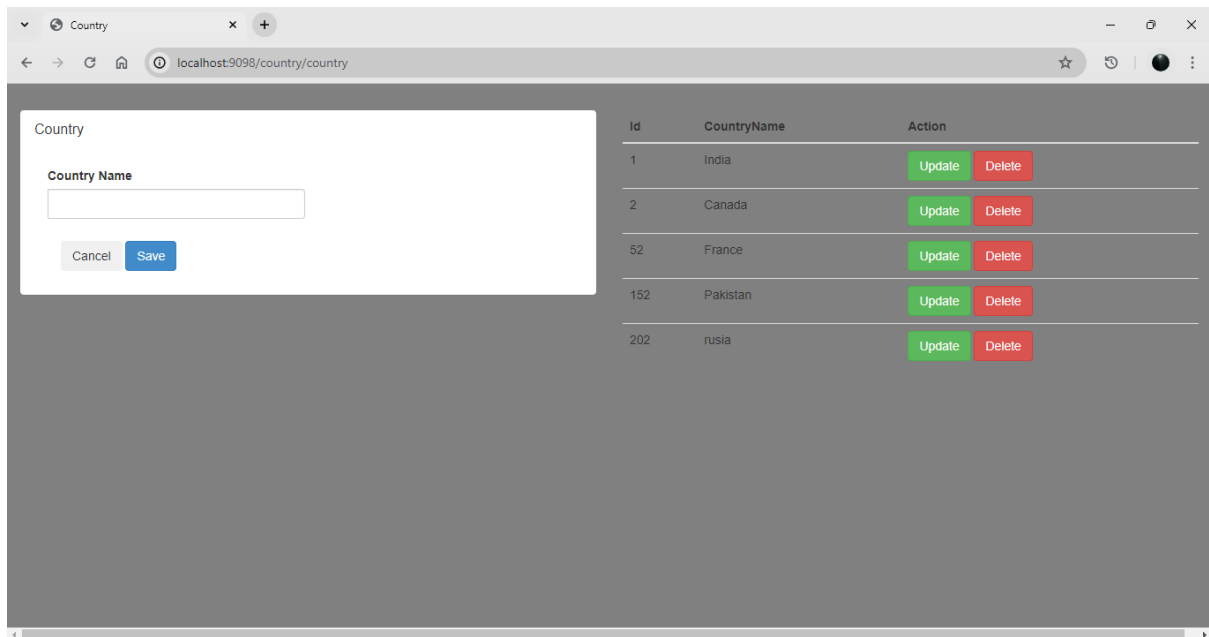 Country
localhost:9098/country/country
Country
Country Name
Cancel Save
Id CountryName Action
1 India Update Delete
2 Canada Update Delete
52 France Update Delete
152 Pakistan Update Delete
202 rusia Update Delete